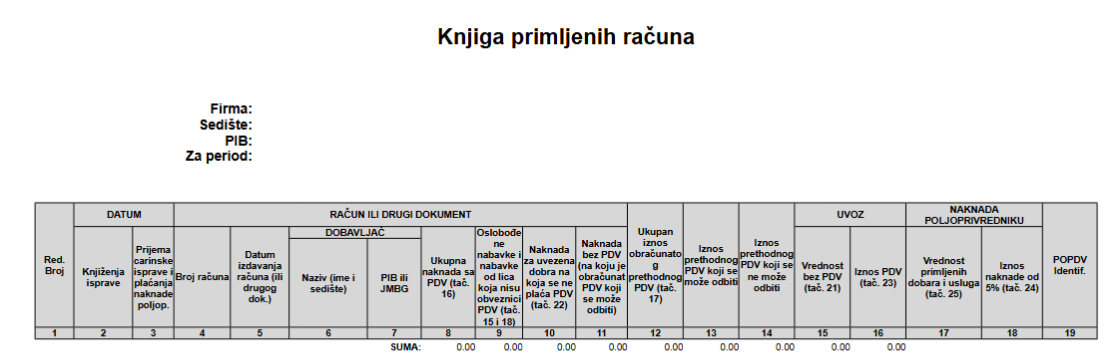 Knjiga primljenih računa
Firma:
Sedište:
PIB:
Za period:
Red.
Broj
DATUM
Knjiženja
isprave
Prijema
carinske
isprave i
plaćanja
naknade
poljop.
RAČUN ILI DRUGI DOKUMENT
Broj računa
Datum
izdavanja
računa (ili
drugog
dok.)
DOBAVLJAČ
Naziv (ime i
sedište)
PIB ili
JMBG
Ukupna
naknada sa
PDV (tač.
16)
Oslobođe
ne
nabavke i
nabavke
od lica
koja nisu
obveznici
PDV (tač.
15 i 18)
Naknada
za uvezena
dobra na
koja se ne
plaća PDV
(tač. 22)
Naknada
bez PDV
(na koju je
obračunat
PDV koji
se može
odbiti)
Ukupan
iznos
obračunato
g
prethodnog
PDV (tač.
17)
Iznos
prethodnog
PDV koji se
može odbiti
Iznos
prethodnog
PDV koji se
ne može
odbiti
UVOZ
Vrednost
bez PDV
(tač. 21)
Iznos PDV
(tač. 23)
NAKNADA
POLJOPRIVREDNIKU
Vrednost
primljenih
dobara i usluga
(tač. 25)
Iznos
naknade od
5% (tač. 24)
POPDV
Identif.
1 2 3 4 5 6 7 8 9 10 11 12 13 14 15 16 17 18 19
SUMA: 0.00 0.00 0.00 0.00 0.00 0.00 0.00 0.00 0.00